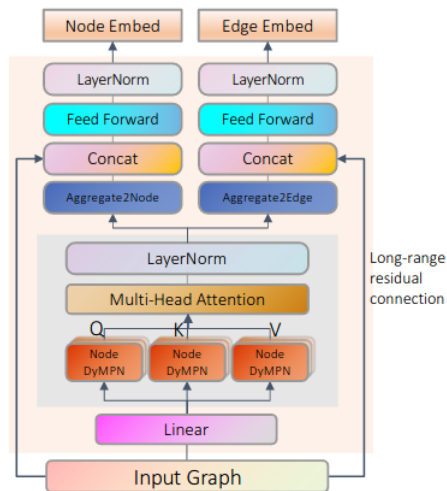 Node Embed
Edge Embed
LayerNorm
LayerNorm
Feed Forward
Feed Forward
Concat
Concat
Aggregate2Node
Aggregate2Edge
LayerNorm
Long-range
residual
connection
Multi-Head Attention
Q
K
V
Node
DyMPN
Node
DyMPN
Node
DyMPN
Linear
Input Graph